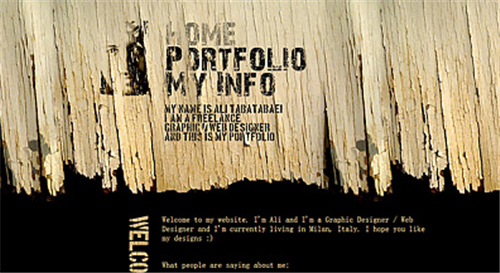 HOME
PORTFOLIO
MY INFO
MY NAME IS ALI TABATABAEI
I AM A FREELANCE
GRAPHIC / WEB DESIGNER
AND THIS IS MY PORTFOLIO
WELCO
Welcome to my website. I'm Ali and I'm a Graphic Designer / Web
Designer and I'm currently living in Milan, Italy. I hope you like
my designs :)
What people are saying about me: